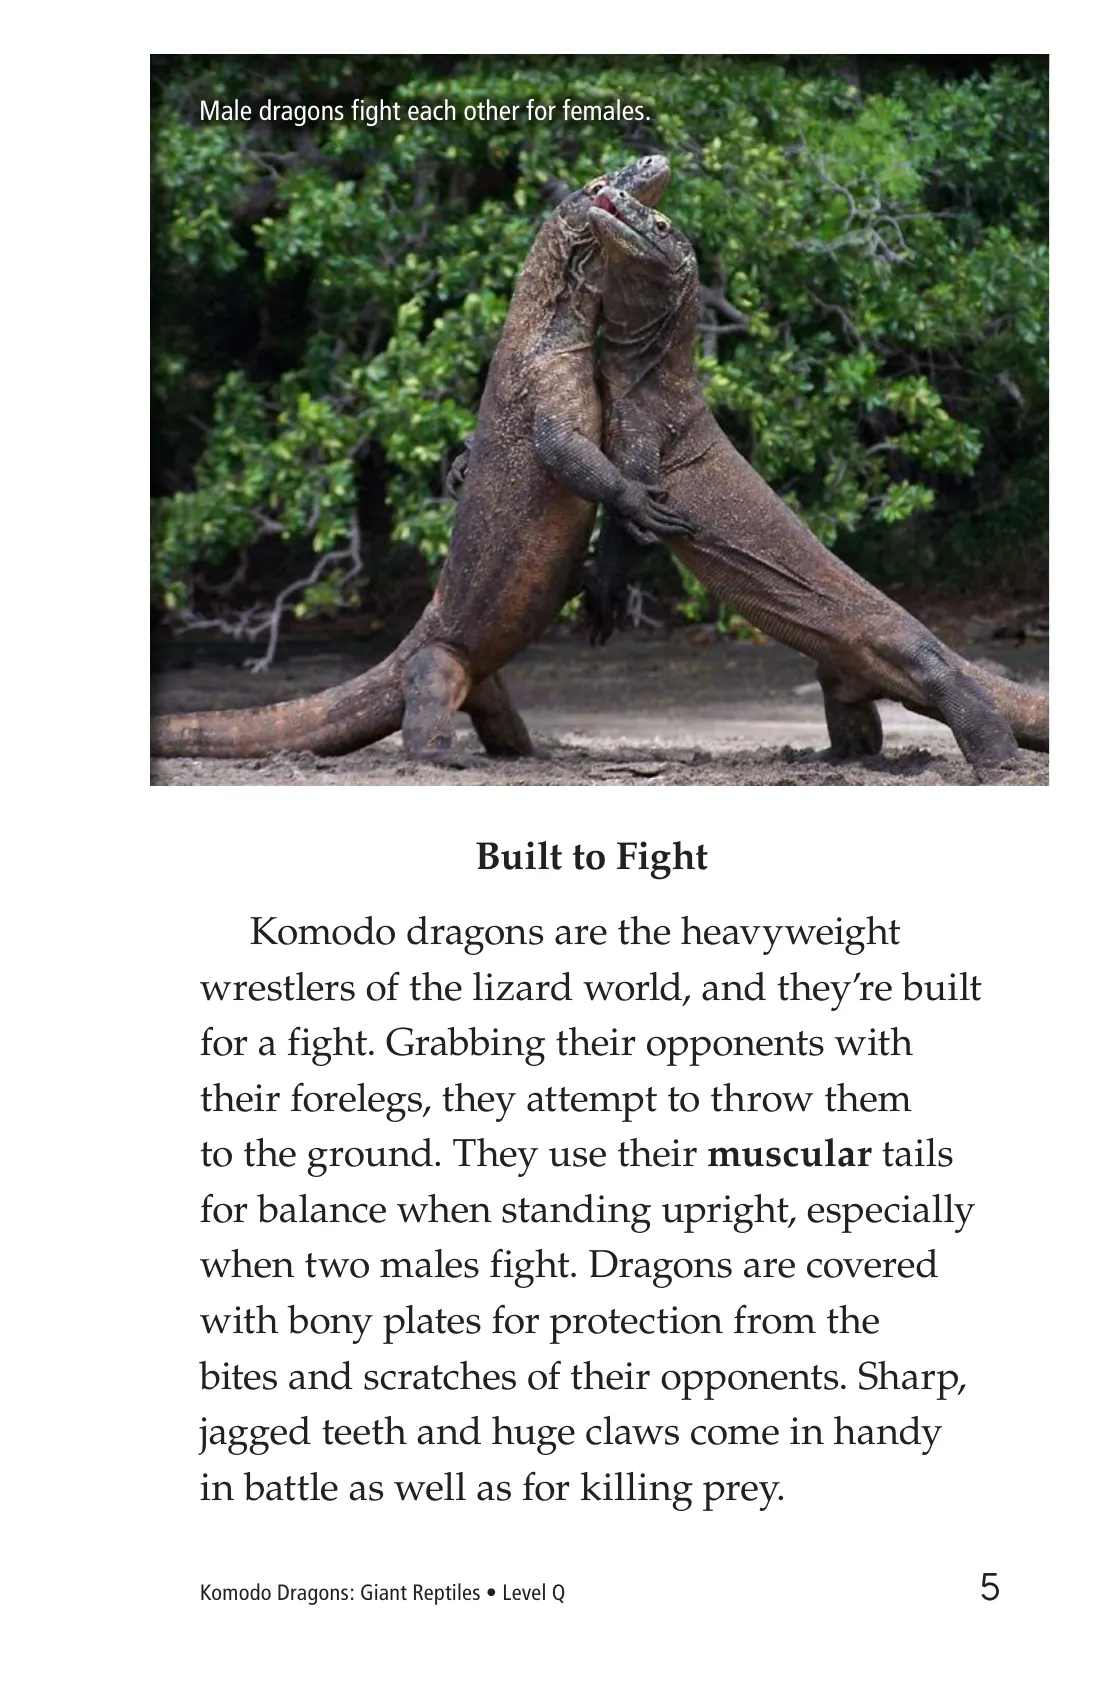 Male dragons fight each other for females.
Built to Fight
Komodo dragons are the heavyweight
wrestlers of the lizard world, and they’re built
for a fight. Grabbing their opponents with
their forelegs, they attempt to throw them
to the ground. They use their muscular tails
for balance when standing upright, especially
when two males fight. Dragons are covered
with bony plates for protection from the
bites and scratches of their opponents. Sharp,
jagged teeth and huge claws come in handy
in battle as well as for killing prey.
Komodo Dragons: Giant Reptiles • Level Q
5